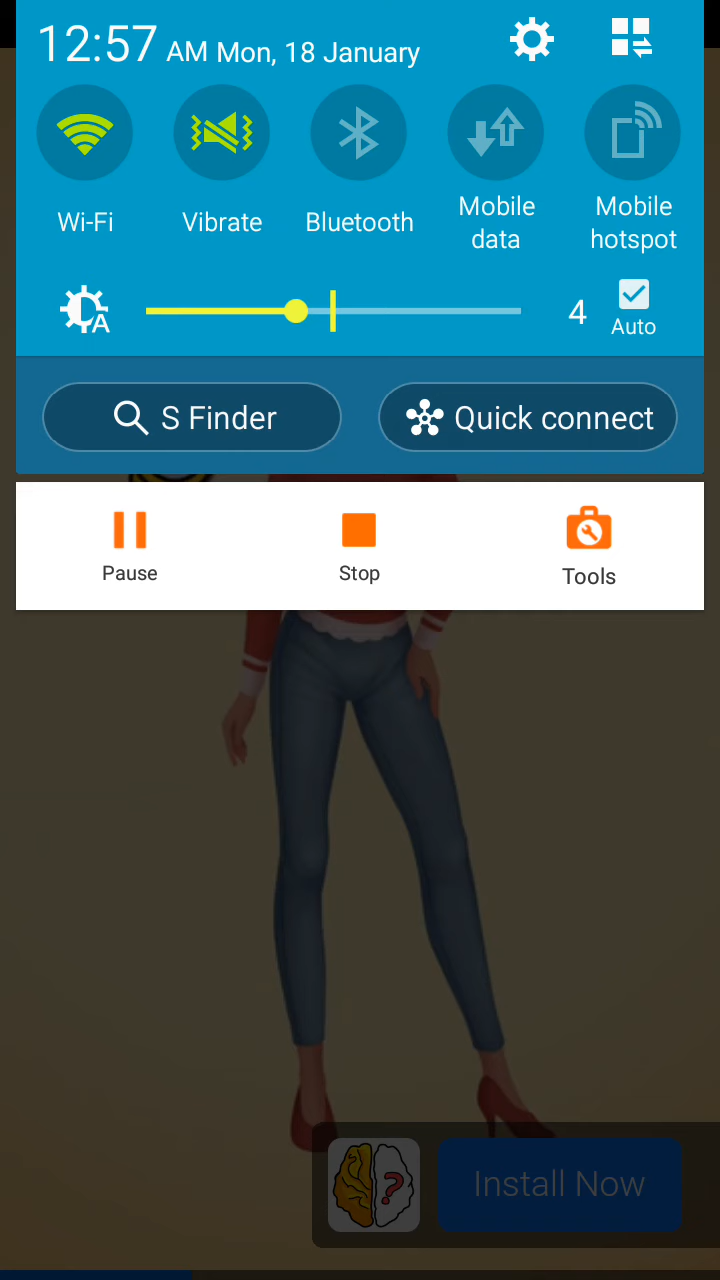 12:57 AM Mon, 18 January
Wi-Fi
Vibrate
Bluetooth
Mobile data
Mobile hotspot
A
4
Auto
S Finder
Quick connect
Pause
Stop
Tools
?
Install Now